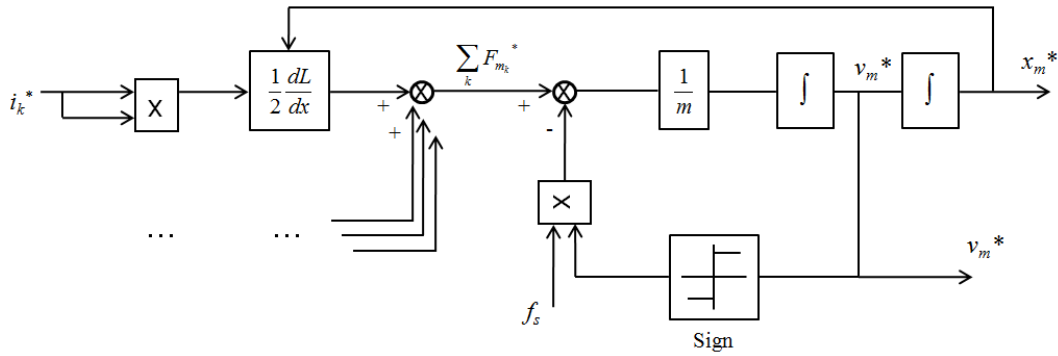 i_k*
X
1/2 dL/dx
+
+
∑_k F_{m_k}*
+
-
1/m
∫
v_m*
∫
x_m*
X
...
...
f_s
v_m*
Sign